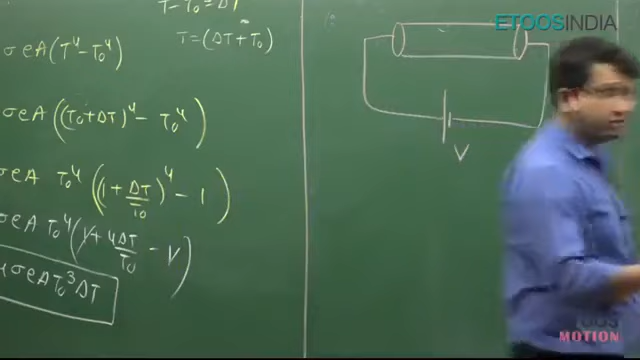 T - T₀ = ΔT
T = (ΔT + T₀)
σeA(T⁴ - T₀⁴)
σeA((T₀+ΔT)⁴ - T₀⁴)
σeA T₀⁴((1 + ΔT/T₀)⁴ - 1)
σeA T₀⁴(1 + 4ΔT/T₀ - 1)
4σeAT₀³ΔT
V
ETOOSINDIA
MOTION